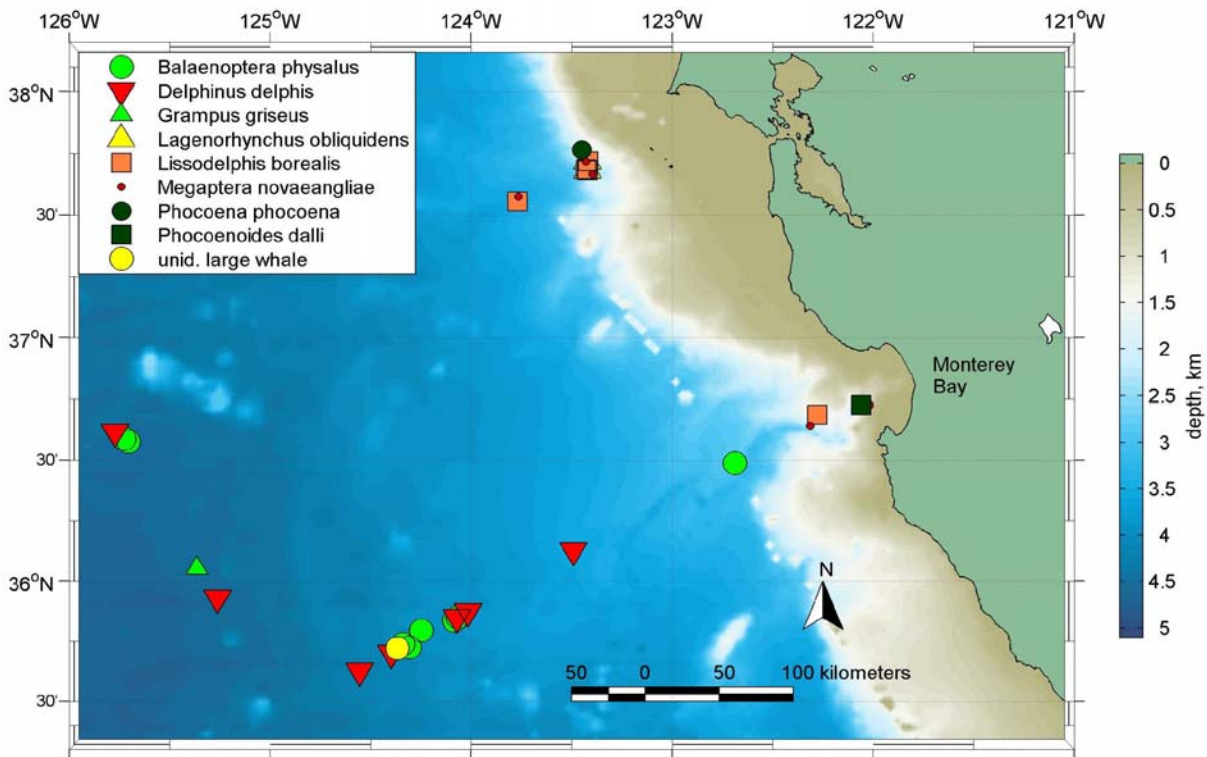 126°W 125°W 124°W 123°W 122°W 121°W
Balaenoptera physalus
Delphinus delphis
Grampus griseus
Lagenorhynchus obliquidens
Lissodelphis borealis
Megaptera novaeangliae
Phocoena phocoena
Phocoenoides dalli
unid. large whale
38°N
30'
37°N
30'
36°N
30'
Monterey
Bay
N
50 0 50 100 kilometers
0
0.5
1
1.5
2
2.5
3
3.5
4
4.5
5
depth, km